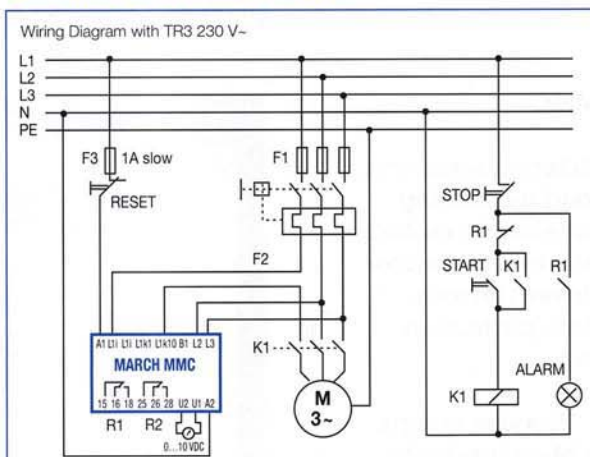 Wiring Diagram with TR3 230 V~
L1
L2
L3
N
PE
F3 1A slow
F1
RESET
STOP
R1
F2
START K1 R1
A1 L1i L1i L1k1 L1k10 B1 L2 L3
MARCH MMC
K1
ALARM
15 16 18 25 26 28 U2 U1 A2
M
3~
K1
R1 R2
0...10 VDC